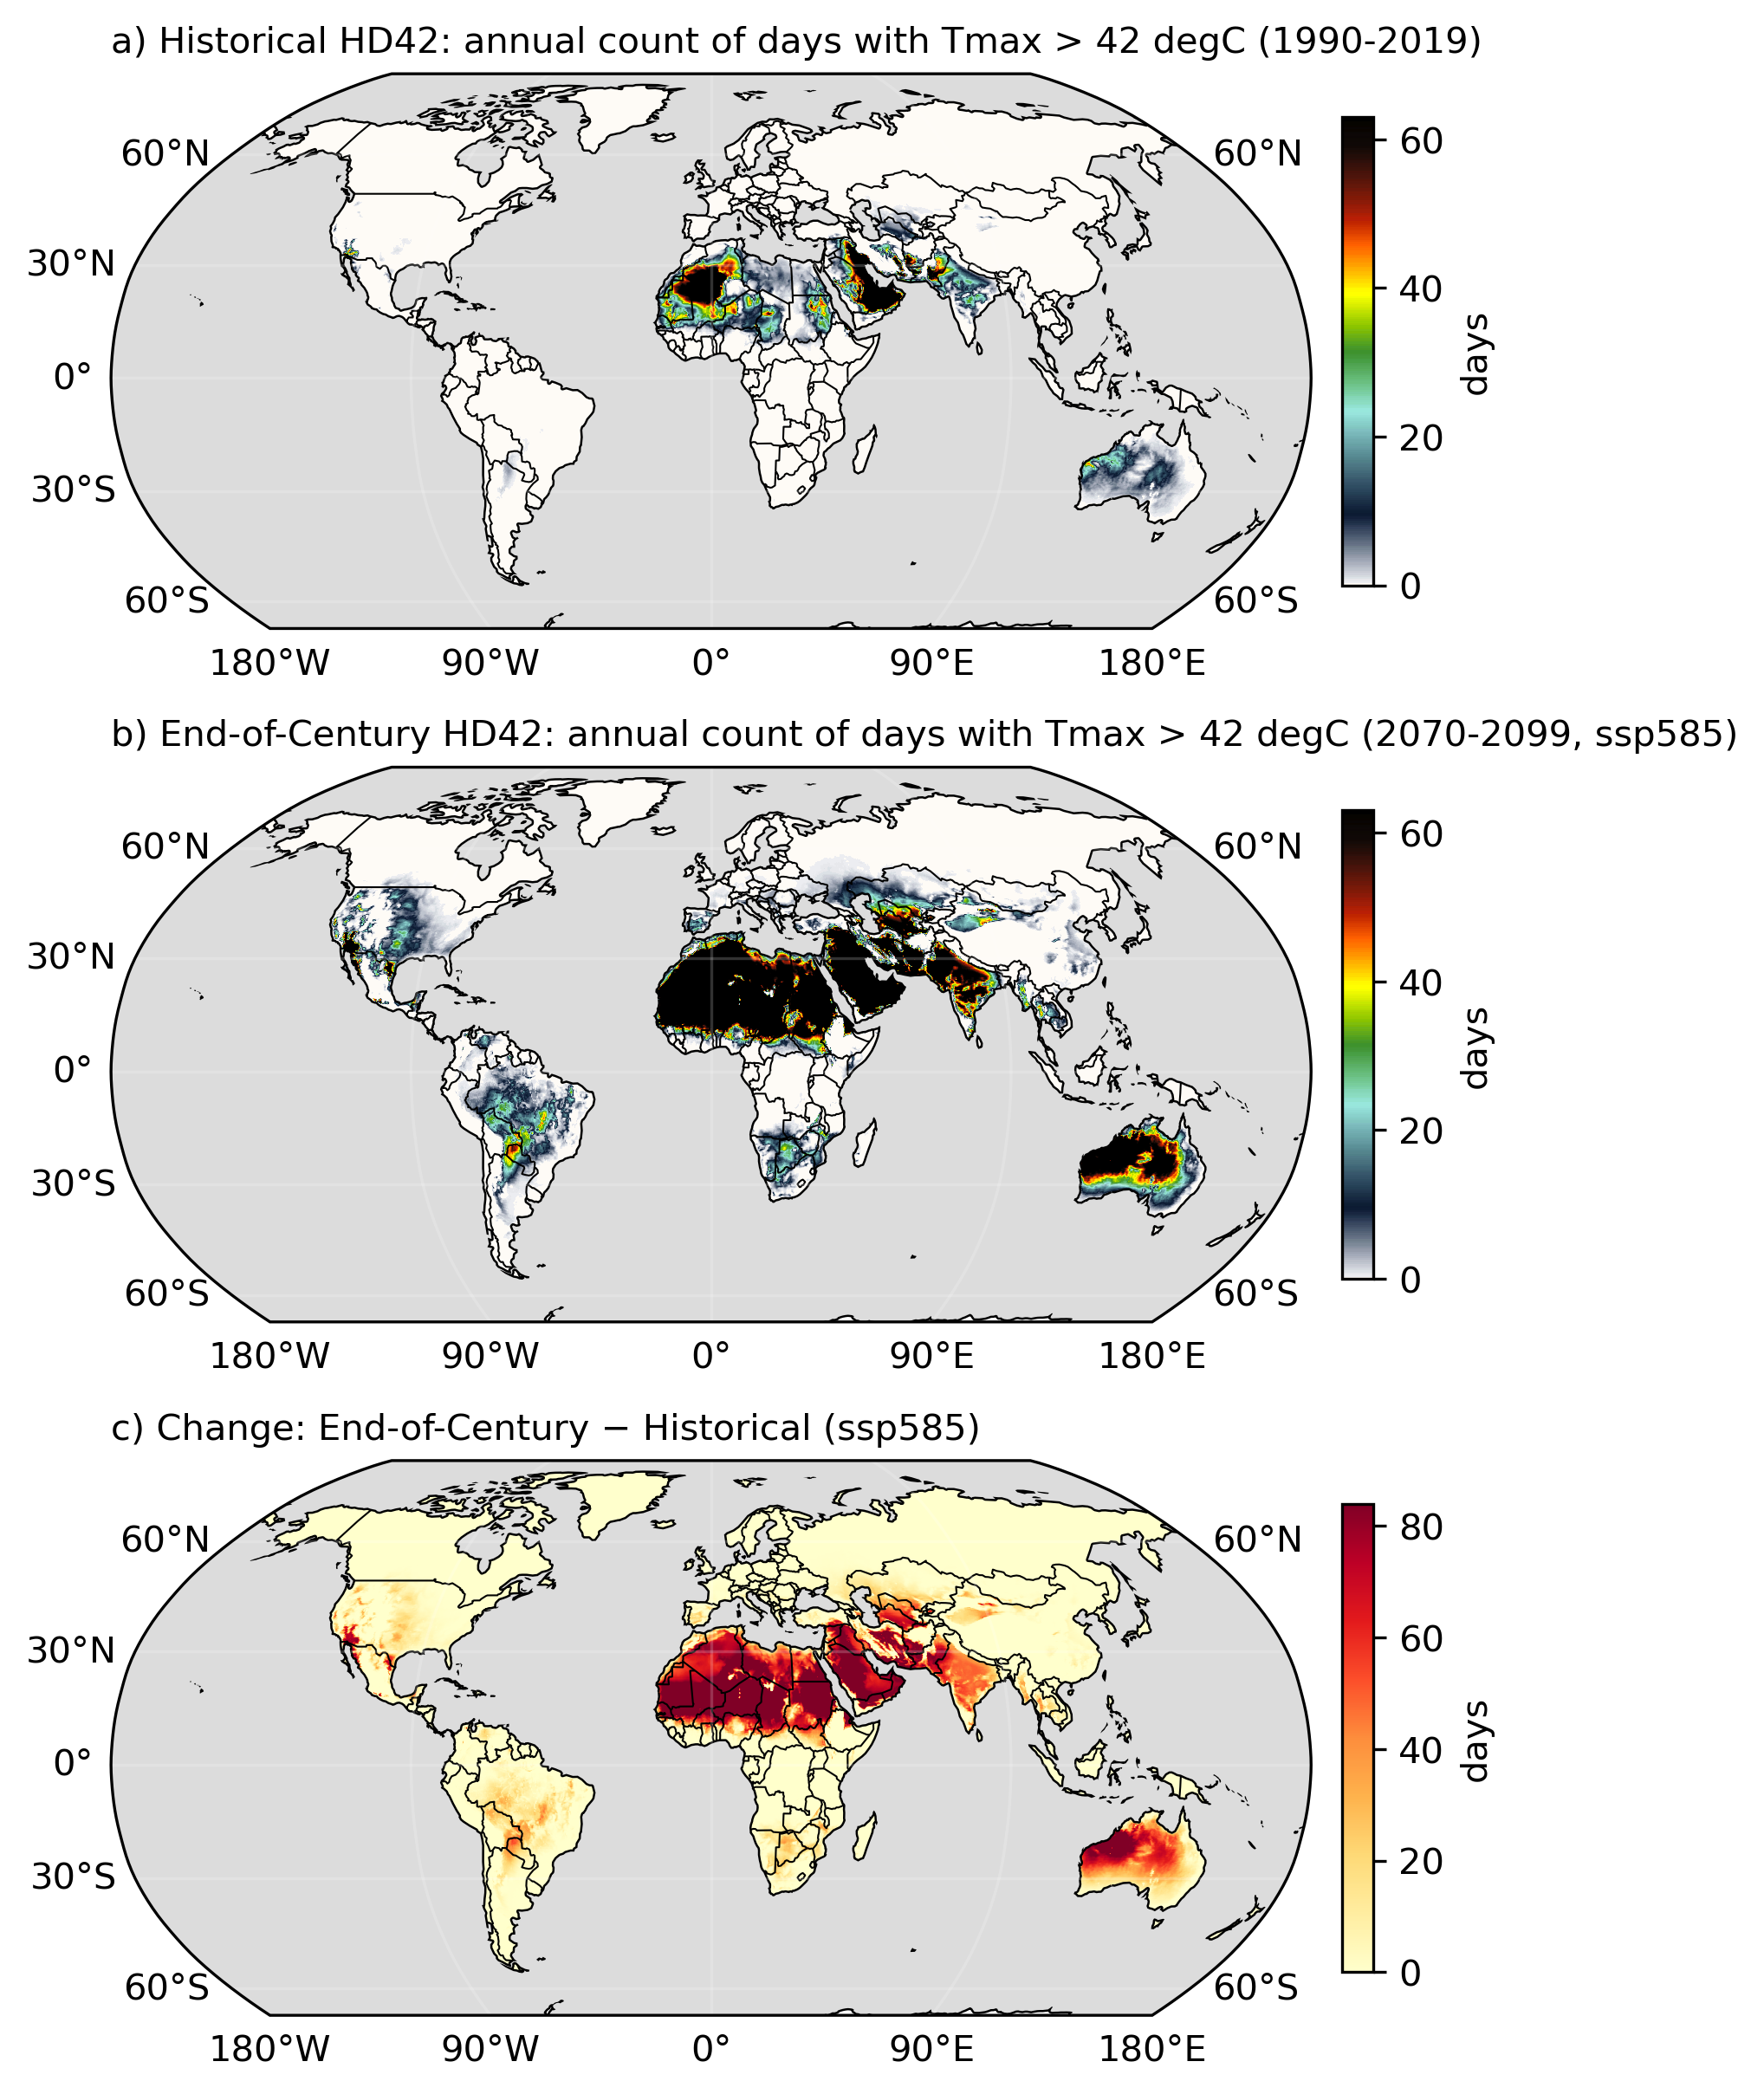 a) Historical HD42: annual count of days with Tmax > 42 degC (1990-2019)
60°N 60°N
30°N
0°
30°S
60°S 60°S
180°W 90°W 0° 90°E 180°E
60
40
20
0
days
b) End-of-Century HD42: annual count of days with Tmax > 42 degC (2070-2099, ssp585)
60°N 60°N
30°N
0°
30°S
60°S 60°S
180°W 90°W 0° 90°E 180°E
60
40
20
0
days
c) Change: End-of-Century − Historical (ssp585)
60°N 60°N
30°N
0°
30°S
60°S 60°S
180°W 90°W 0° 90°E 180°E
80
60
40
20
0
days